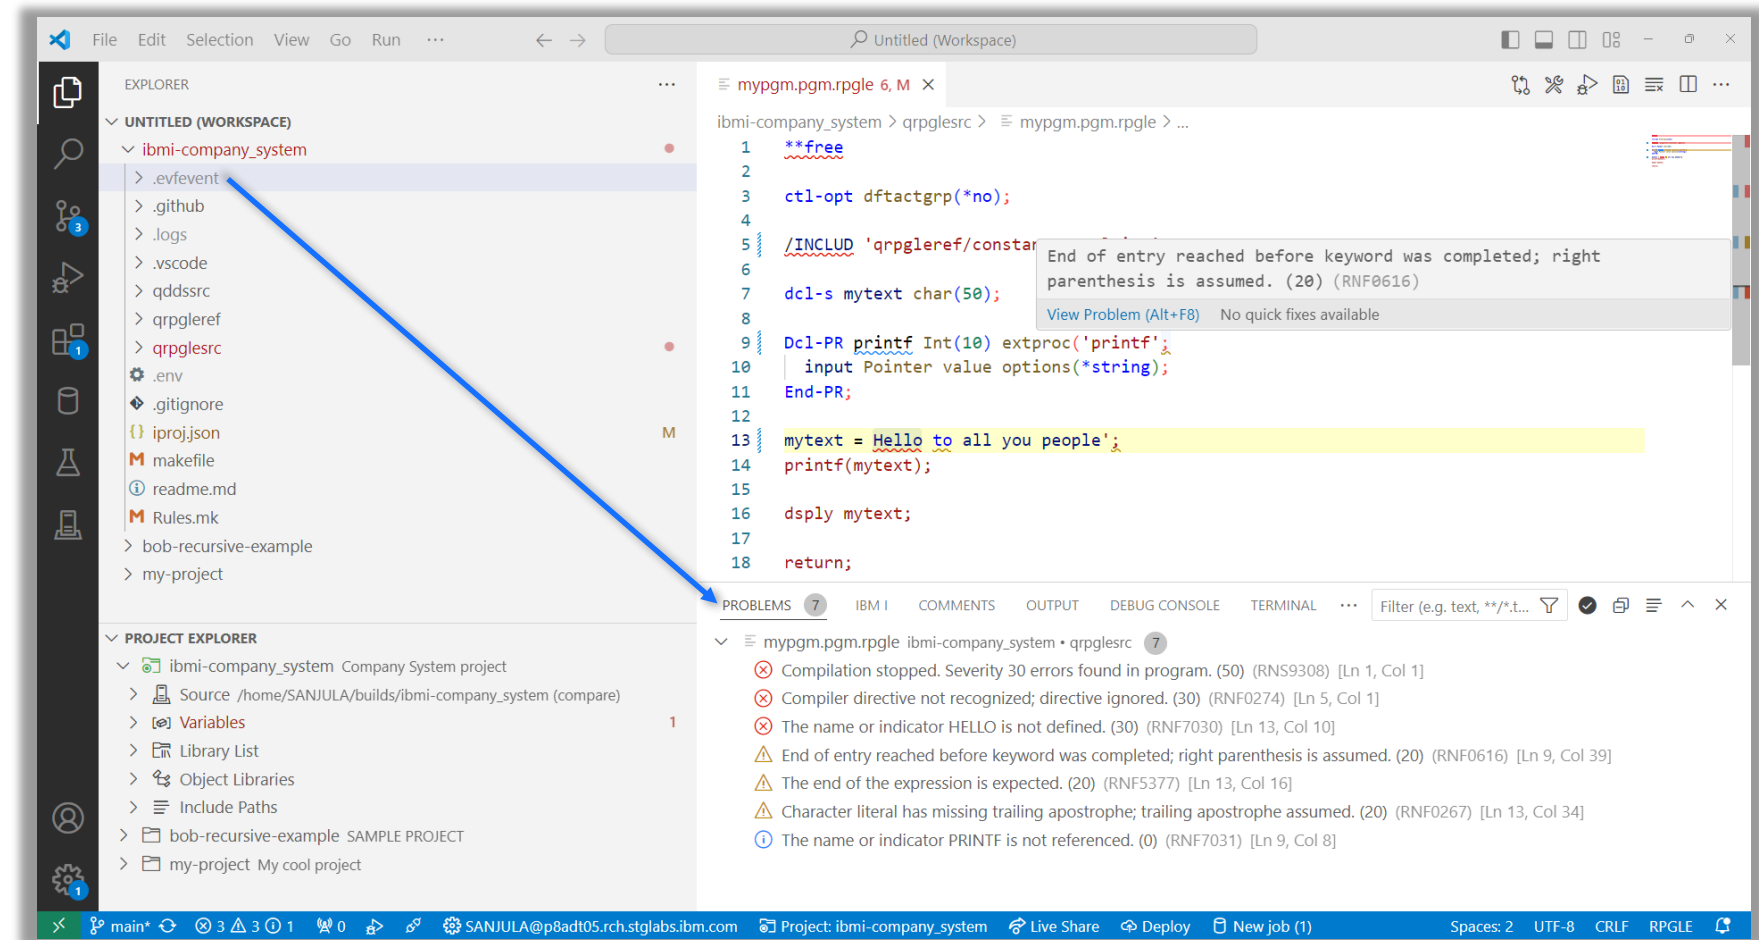 File Edit Selection View Go Run ··· Untitled (Workspace)
EXPLORER ···
UNTITLED (WORKSPACE)
ibmi-company_system
.evfevent
.github
.logs
.vscode
qddssrc
qrpgleref
qrpglesrc
.env
.gitignore
iproj.json M
makefile
readme.md
Rules.mk
bob-recursive-example
my-project
PROJECT EXPLORER
ibmi-company_system Company System project
Source /home/SANJULA/builds/ibmi-company_system (compare)
Variables 1
Library List
Object Libraries
Include Paths
bob-recursive-example SAMPLE PROJECT
my-project My cool project
3
1
1
mypgm.pgm.rpgle 6, M
ibmi-company_system > qrpglesrc > mypgm.pgm.rpgle > ...
1 **free
2
3 ctl-opt dftactgrp(*no);
4
5 /INCLUD 'qrpgleref/constan
6
7 dcl-s mytext char(50);
8
9 Dcl-PR printf Int(10) extproc('printf';
10 input Pointer value options(*string);
11 End-PR;
12
13 mytext = Hello to all you people';
14 printf(mytext);
15
16 dsply mytext;
17
18 return;
End of entry reached before keyword was completed; right
parenthesis is assumed. (20) (RNF0616)
View Problem (Alt+F8) No quick fixes available
PROBLEMS 7 IBM I COMMENTS OUTPUT DEBUG CONSOLE TERMINAL ··· Filter (e.g. text, **/*.t...
mypgm.pgm.rpgle ibmi-company_system • qrpglesrc 7
Compilation stopped. Severity 30 errors found in program. (50) (RNS9308) [Ln 1, Col 1]
Compiler directive not recognized; directive ignored. (30) (RNF0274) [Ln 5, Col 1]
The name or indicator HELLO is not defined. (30) (RNF7030) [Ln 13, Col 10]
End of entry reached before keyword was completed; right parenthesis is assumed. (20) (RNF0616) [Ln 9, Col 39]
The end of the expression is expected. (20) (RNF5377) [Ln 13, Col 16]
Character literal has missing trailing apostrophe; trailing apostrophe assumed. (20) (RNF0267) [Ln 13, Col 34]
The name or indicator PRINTF is not referenced. (0) (RNF7031) [Ln 9, Col 8]
main* 3 3 1 0 SANJULA@p8adt05.rch.stglabs.ibm.com Project: ibmi-company_system Live Share Deploy New job (1) Spaces: 2 UTF-8 CRLF RPGLE